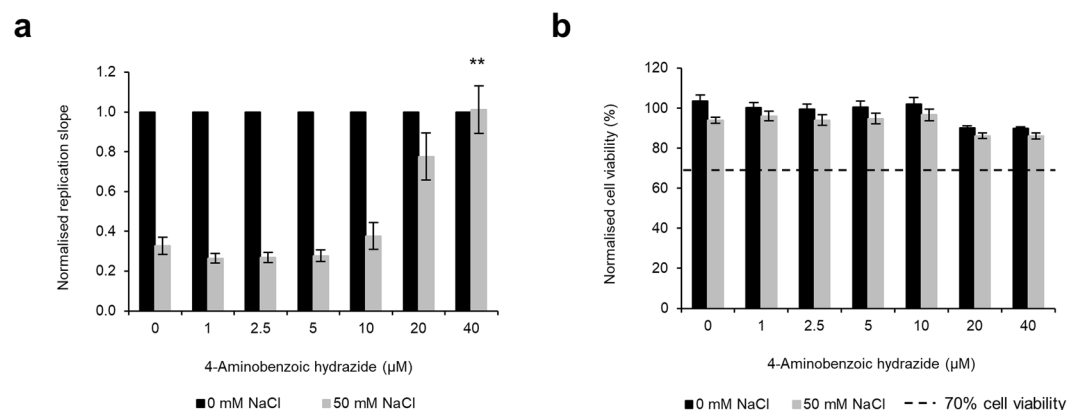 a
**
1.2
1.0
0.8
0.6
0.4
0.2
0.0
Normalised replication slope
0 1 2.5 5 10 20 40
4-Aminobenzoic hydrazide (µM)
0 mM NaCl 50 mM NaCl
b
120
100
80
60
40
20
0
Normalised cell viability (%)
0 1 2.5 5 10 20 40
4-Aminobenzoic hydrazide (µM)
0 mM NaCl 50 mM NaCl 70% cell viability